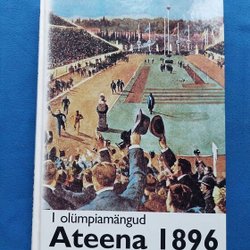 I olümpiamängud
Ateena 1896